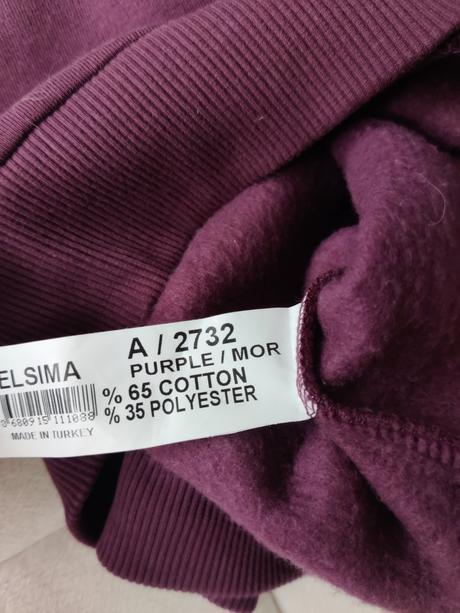 ELSIMA
MADE IN TURKEY
A / 2732
PURPLE / MOR
% 65 COTTON
% 35 POLYESTER